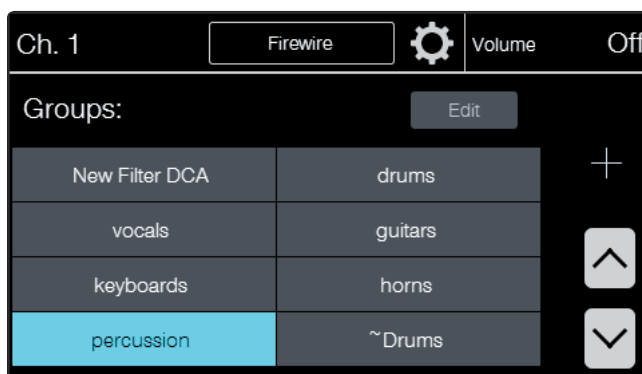 Ch. 1 Firewire Volume Off
Groups: Edit
New Filter DCA drums
vocals guitars
keyboards horns
percussion ~Drums